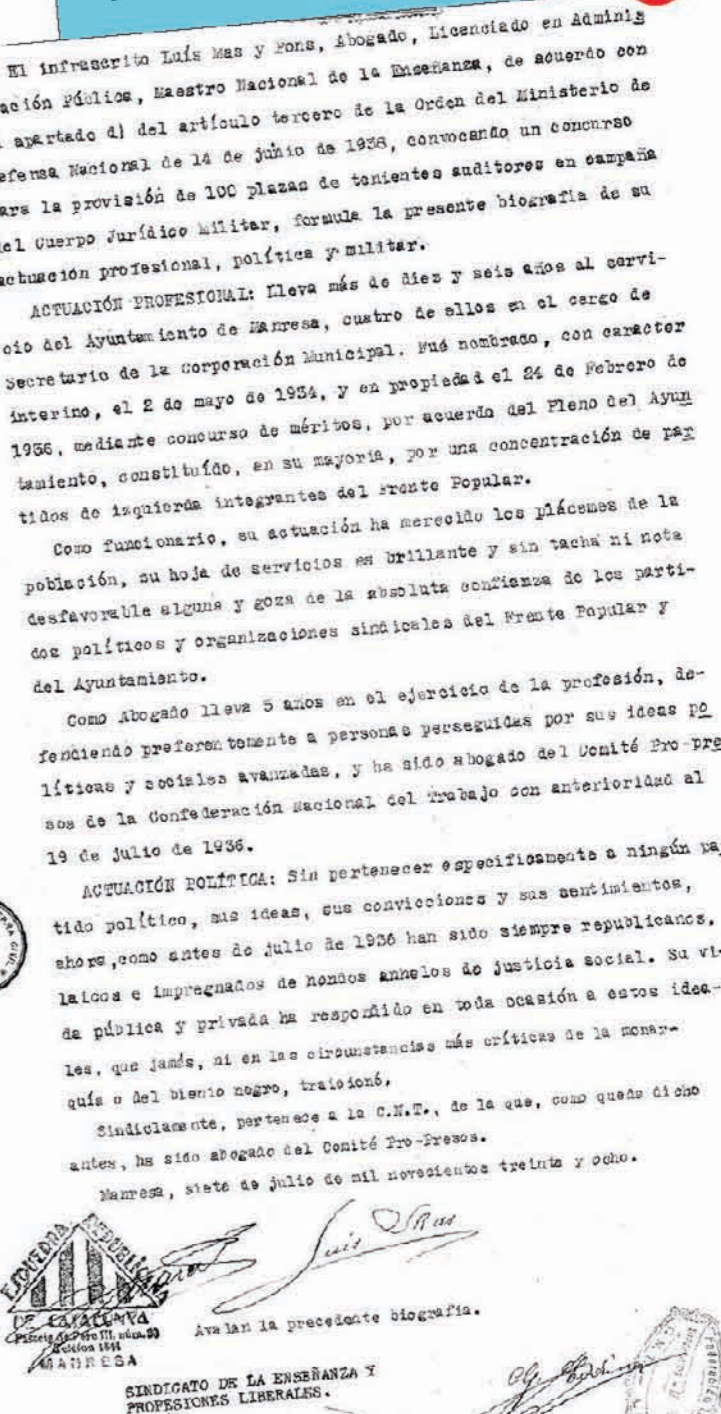 El infrascrito Luís Mas y Pons, Abogado, Licenciado en Adminis
ación Pública, Maestro Nacional de la Enseñanza, de acuerdo con
apartado d) del artículo tercero de la Orden del Ministerio de
efensa Nacional de 14 de junio de 1938, convocando un concurso
ara la provisión de 100 plazas de tenientes auditores en campaña
el Cuerpo Jurídico Militar, formula la presente biografía de su
actuación profesional, política y militar.
ACTUACIÓN PROFESIONAL: Lleva más de diez y seis años al servi-
cio del Ayuntamiento de Manresa, cuatro de ellos en el cargo de
Secretario de la Corporación Municipal. Fué nombrado, con caracter
interino, el 2 de mayo de 1934, y en propiedad el 24 de Febrero de
1936, mediante concurso de méritos, por acuerdo del Pleno del Ayun
tamiento, constituído, en su mayoría, por una concentración de par
tidos de izquierda integrantes del Frente Popular.
Como funcionario, su actuación ha merecido los plácemes de la
población, su hoja de servicios es brillante y sin tacha ni nota
desfavorable alguna y goza de la absoluta confianza de los parti-
dos políticos y organizaciones sindicales del Frente Popular y
del Ayuntamiento.
Como Abogado lleva 5 años en el ejercicio de la profesión, de-
fendiendo preferentemente a personas perseguidas por sus ideas po
líticas y sociales avanzadas, y ha sido abogado del Comité Pro-pre
sos de la Confederación Nacional del Trabajo con anterioridad al
19 de julio de 1936.
ACTUACIÓN POLÍTICA: Sin pertenecer especificamente a ningún pa
tido político, sus ideas, sus convicciones y sus sentimientos,
ahora,como antes de julio de 1936 han sido siempre republicanos,
laicos e impregnados de hondos anhelos de justicia social. Su vi-
da pública y privada ha respondido en toda ocasión a estos idea-
les, que jamás, ni en las circunstancias más críticas de la monar-
quía o del bienio negro, traicionó.
Sindiclamente, pertenece a la C.N.T., de la que, como queda dicho
antes, ha sido abogado del Comité Pro-Presos.
Manresa, siete de julio de mil novecientos treinta y ocho.
Luis Mas
ESQUERRA REPUBLICANA
DE CATALUNYA
Passeig de Pere III, núm.
MANRESA
Avalan la precedente biografía.
SINDICATO DE LA ENSEÑANZA Y
PROFESIONES LIBERALES.